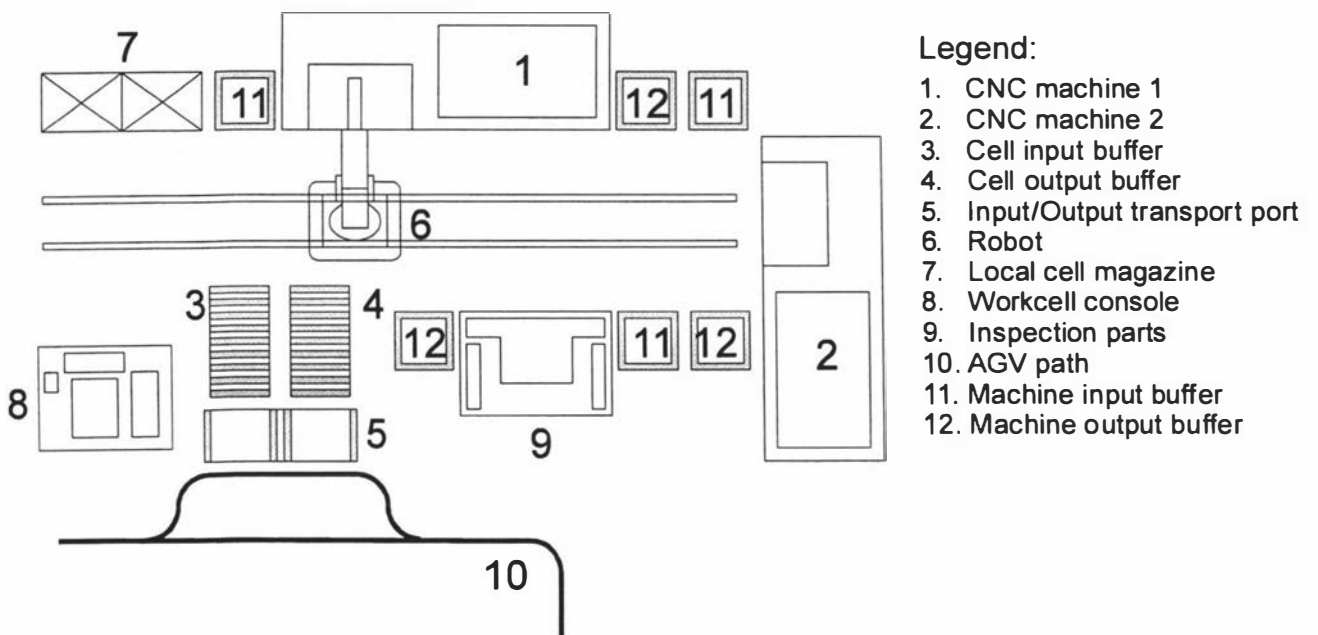 7
11
1
12
11
6
3
4
12
11
12
2
8
5
9
10
Legend:
1. CNC machine 1
2. CNC machine 2
3. Cell input buffer
4. Cell output buffer
5. Input/Output transport port
6. Robot
7. Local cell magazine
8. Workcell console
9. Inspection parts
10. AGV path
11. Machine input buffer
12. Machine output buffer